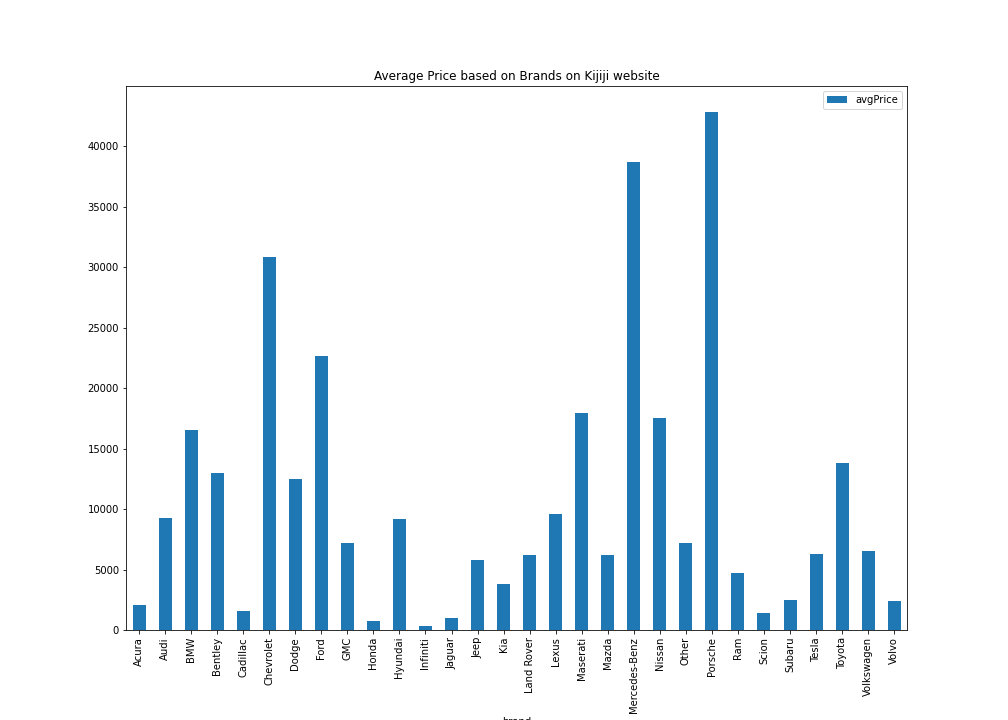 Average Price based on Brands on Kijiji website
avgPrice
40000
35000
30000
25000
20000
15000
10000
5000
0
Acura
Audi
BMW
Bentley
Cadillac
Chevrolet
Dodge
Ford
GMC
Honda
Hyundai
Infiniti
Jaguar
Jeep
Kia
Land Rover
Lexus
Maserati
Mazda
Mercedes-Benz
Nissan
Other
Porsche
Ram
Scion
Subaru
Tesla
Toyota
Volkswagen
Volvo